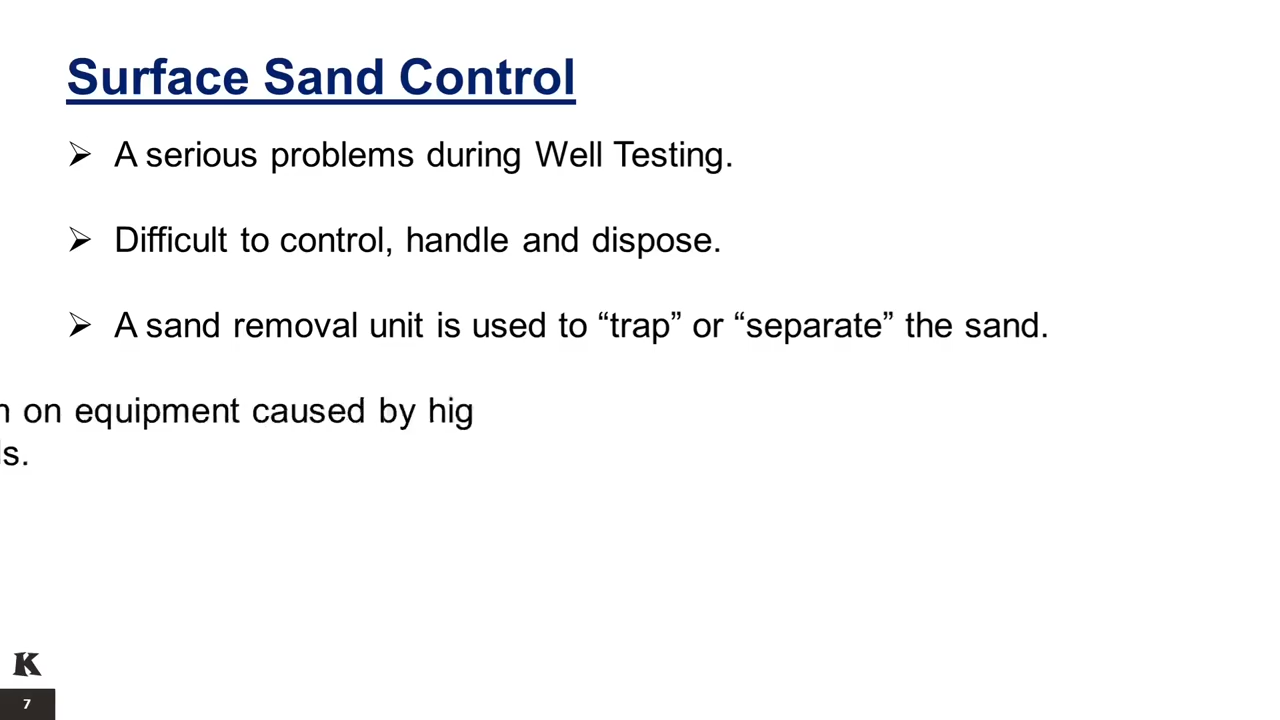 Surface Sand Control
➢ A serious problems during Well Testing.
➢ Difficult to control, handle and dispose.
➢ A sand removal unit is used to “trap” or “separate” the sand.
on equipment caused by hig
K
7